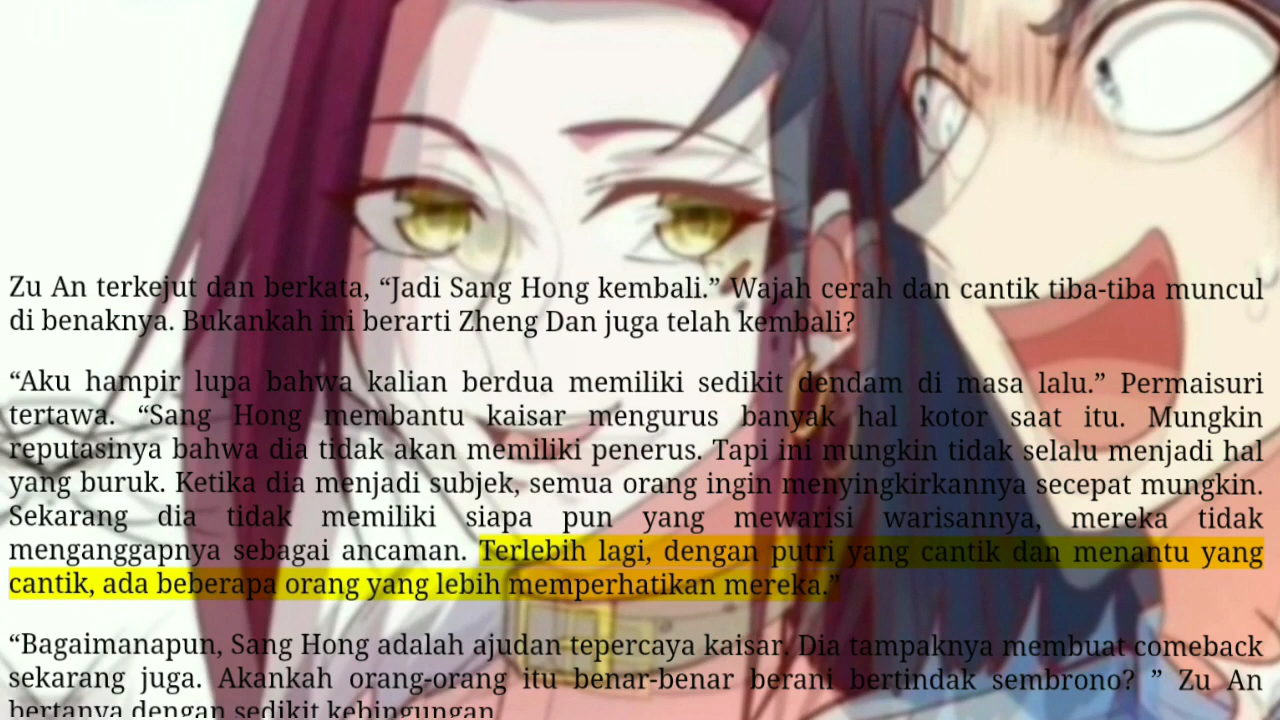 Zu An terkejut dan berkata, “Jadi Sang Hong kembali.” Wajah cerah dan cantik tiba-tiba muncul
di benaknya. Bukankah ini berarti Zheng Dan juga telah kembali?
“Aku hampir lupa bahwa kalian berdua memiliki sedikit dendam di masa lalu.” Permaisuri
tertawa. “Sang Hong membantu kaisar mengurus banyak hal kotor saat itu. Mungkin
reputasinya bahwa dia tidak akan memiliki penerus. Tapi ini mungkin tidak selalu menjadi hal
yang buruk. Ketika dia menjadi subjek, semua orang ingin menyingkirkannya secepat mungkin.
Sekarang dia tidak memiliki siapa pun yang mewarisi warisannya, mereka tidak
menganggapnya sebagai ancaman. Terlebih lagi, dengan putri yang cantik dan menantu yang
cantik, ada beberapa orang yang lebih memperhatikan mereka.”
“Bagaimanapun, Sang Hong adalah ajudan tepercaya kaisar. Dia tampaknya membuat comeback
sekarang juga. Akankah orang-orang itu benar-benar berani bertindak sembrono? ” Zu An
bertanya dengan sedikit kebingungan